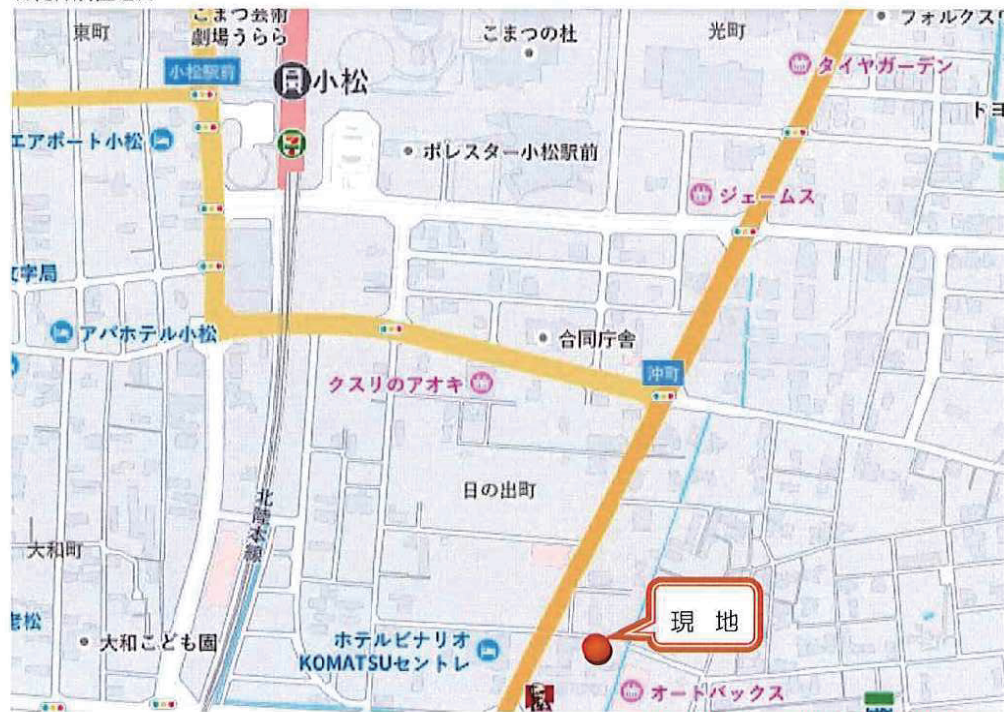 こまつ芸術
劇場うらら
東町
こまつの杜
光町
フォルクス
タイヤガーデン
小松駅前
小松
エアポート小松
ポレスター小松駅前
ジェームス
アパホテル小松
合同庁舎
沖町
クスリのアオキ
日の出町
北陸本線
大和町
現 地
大和こども園
ホテルビナリオ
KOMATSUセントレ
オートバックス